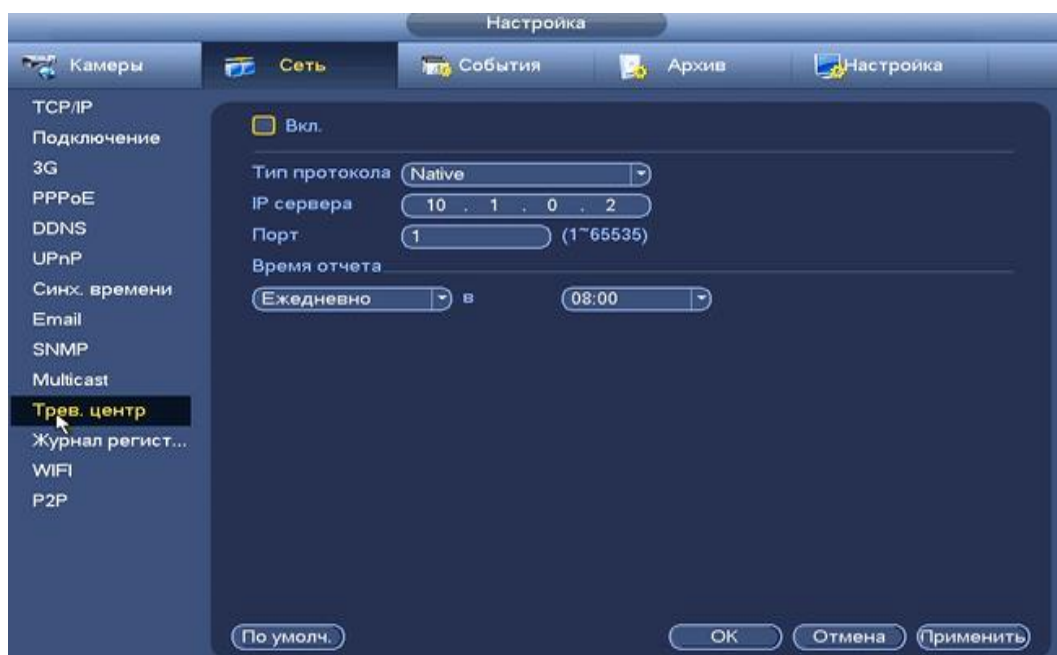 Настройка
Камеры
Сеть
События
Архив
Настройка
TCP/IP
Подключение
3G
PPPoE
DDNS
UPnP
Синх. времени
Email
SNMP
Multicast
Трев. центр
Журнал регист...
WIFI
P2P
Вкл.
Тип протокола Native
IP сервера 10 . 1 . 0 . 2
Порт 1 (1~65535)
Время отчета
Ежедневно в 08:00
По умолч. OK Отмена Применить